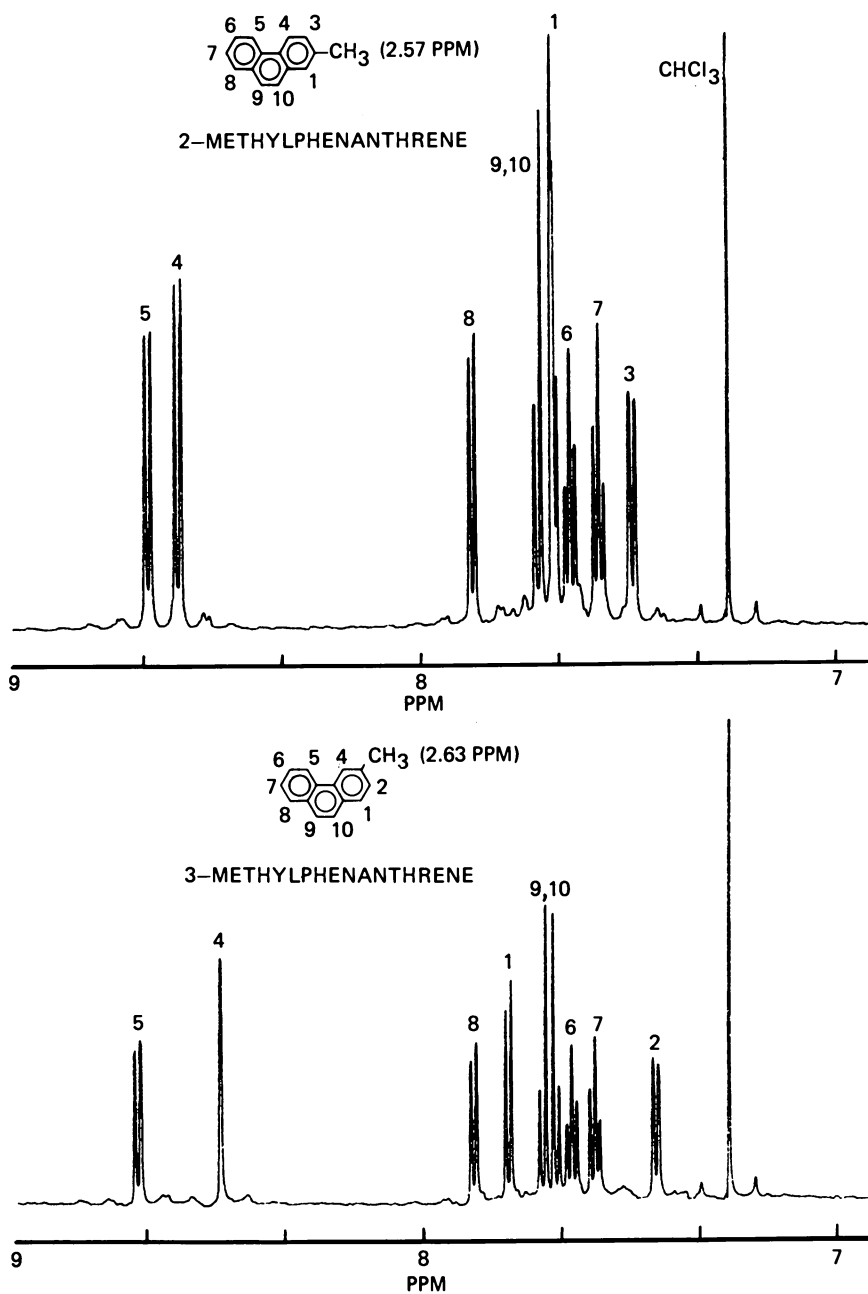 6 5 4 3
7 CH3 (2.57 PPM)
8 1
9 10
2–METHYLPHENANTHRENE
1
CHCl3
9,10
4
5
8
6
7
3
9 8 7
PPM
CH3 (2.63 PPM)
6 5 4
7 2
8 1
9 10
3–METHYLPHENANTHRENE
9,10
4
1
5
8
6
7
2
9 8 7
PPM